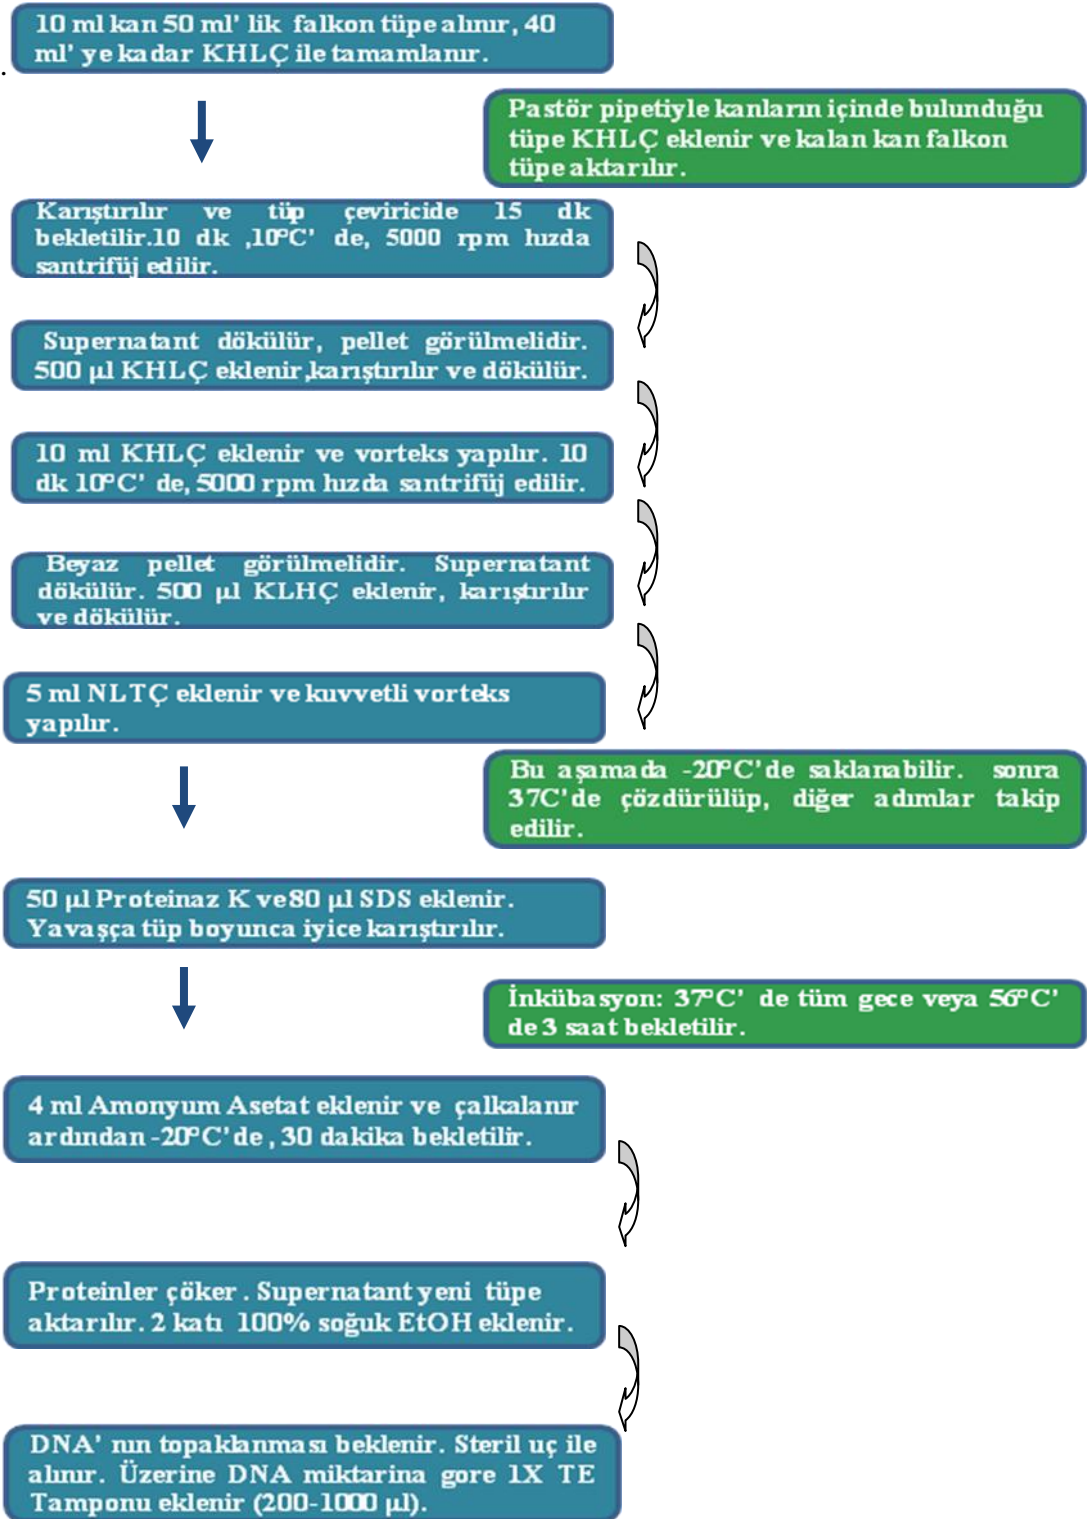 10 ml kan 50 ml' lik falkon tüpe alınır, 40
ml' ye kadar KHLÇ ile tamamlanır.
.
Pastör pipetiyle kanların içinde bulunduğu
tüpe KHLÇ eklenir ve kalan kan falkon
tüpe aktarılır.
Karıştırılır ve tüp çeviricide 15 dk
bekletilir.10 dk ,10°C' de, 5000 rpm hızda
santrifüj edilir.
Supernatant dökülür, pellet görülmelidir.
500 µl KHLÇ eklenir,karıştırılır ve dökülür.
10 ml KHLÇ eklenir ve vorteks yapılır. 10
dk 10°C' de, 5000 rpm hızda santrifüj edilir.
Beyaz pellet görülmelidir. Supernatant
dökülür. 500 µl KLHÇ eklenir, karıştırılır
ve dökülür.
5 ml NLTÇ eklenir ve kuvvetli vorteks
yapılır.
Bu aşamada -20°C'de saklanabilir. sonra
37C'de çözdürülüp, diğer adımlar takip
edilir.
50 µl Proteinaz K ve 80 µl SDS eklenir.
Yavaşça tüp boyunca iyice karıştırılır.
İnkübasyon: 37°C' de tüm gece veya 56°C'
de 3 saat bekletilir.
4 ml Amonyum Asetat eklenir ve çalkalanır
ardından -20°C'de , 30 dakika bekletilir.
Proteinler çöker . Supernatant yeni tüpe
aktarılır. 2 katı 100% soğuk EtOH eklenir.
DNA' nın topaklanması beklenir. Steril uç ile
alınır. Üzerine DNA miktarina gore 1X TE
Tamponu eklenir (200-1000 µl).